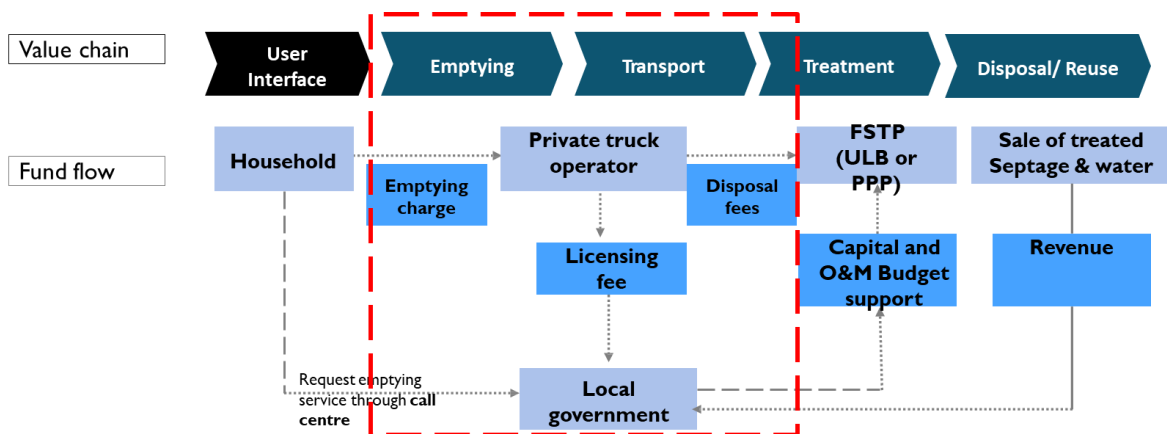 Value chain
User
Interface
Emptying
Transport
Treatment
Disposal/ Reuse
Fund flow
Household
Private truck
operator
FSTP
(ULB or
PPP)
Sale of treated
Septage & water
Emptying
charge
Disposal
fees
Licensing
fee
Capital and
O&M Budget
support
Revenue
Request emptying
service through call
centre
Local
government